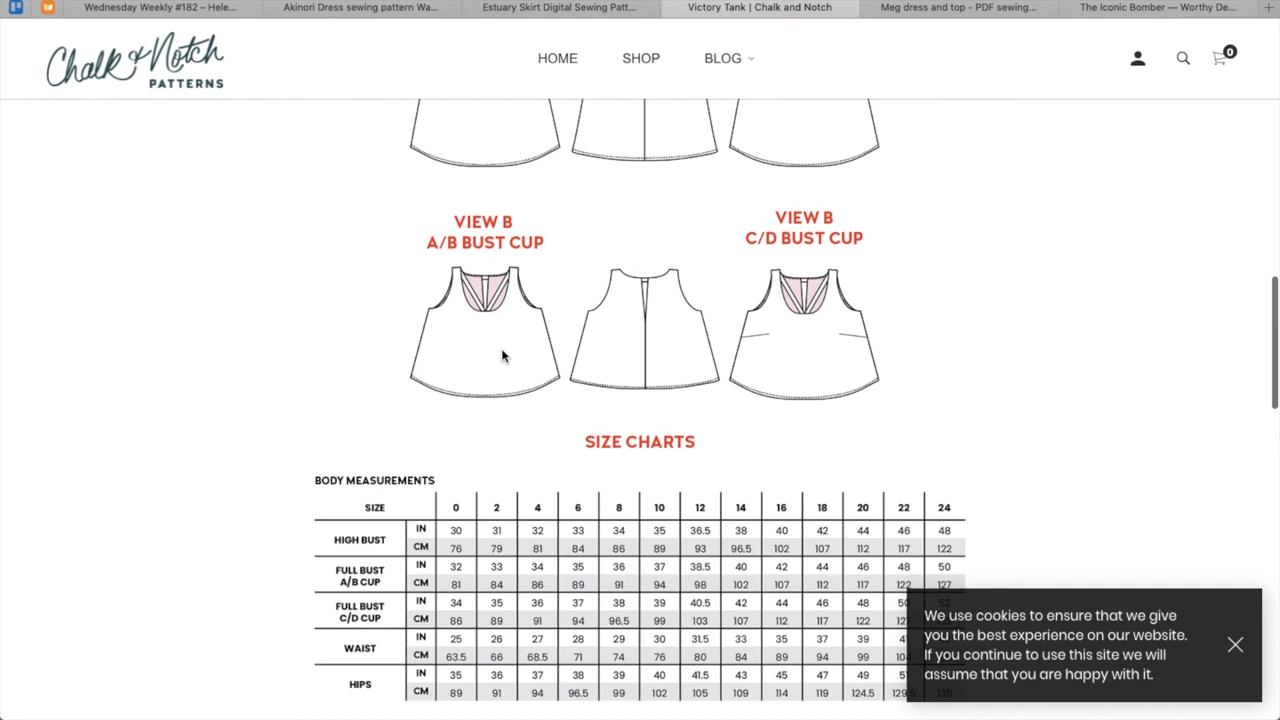 Wednesday Weekly #182 – Hele... Akinori Dress sewing pattern Wa... Estuary Skirt Digital Sewing Patt... Victory Tank | Chalk and Notch Meg dress and top - PDF sewing... The Iconic Bomber — Worthy De...
Chalk & Notch
PATTERNS
HOME SHOP BLOG 0
VIEW B
A/B BUST CUP
VIEW B
C/D BUST CUP
SIZE CHARTS
BODY MEASUREMENTS
SIZE 0 2 4 6 8 10 12 14 16 18 20 22 24
HIGH BUST
IN 30 31 32 33 34 35 36.5 38 40 42 44 46 48
CM 76 79 81 84 86 89 93 96.5 102 107 112 117 122
FULL BUST
A/B CUP
IN 32 33 34 35 36 37 38.5 40 42 44 46 48 50
CM 81 84 86 89 91 94 98 102 107 112 117 122 127
FULL BUST
C/D CUP
IN 34 35 36 37 38 39 40.5 42 44 46 48 50 52
CM 86 89 91 94 96.5 99 103 107 112 117 122
WAIST
IN 25 26 27 28 29 30 31.5 33 35 37 39
CM 63.5 66 68.5 71 74 76 80 84 89 94 99
HIPS
IN 35 36 37 38 39 40 41.5 43 45 47 49
CM 89 91 94 96.5 99 102 105 109 114 119 124.5
We use cookies to ensure that we give
you the best experience on our website.
If you continue to use this site we will
assume that you are happy with it.